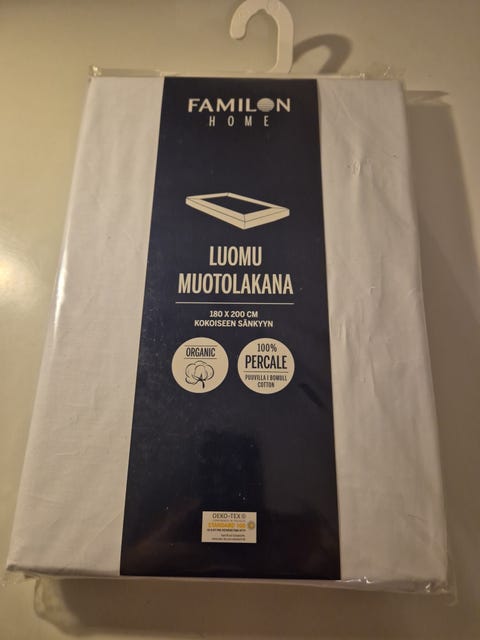 FAMILON
HOME
LUOMU
MUOTOLAKANA
180 X 200 CM
KOKOISEEN SÄNKYYN
ORGANIC
100%
PERCALE
PUUVILLA I BOMULL
COTTON
OEKO-TEX®
STANDARD 100